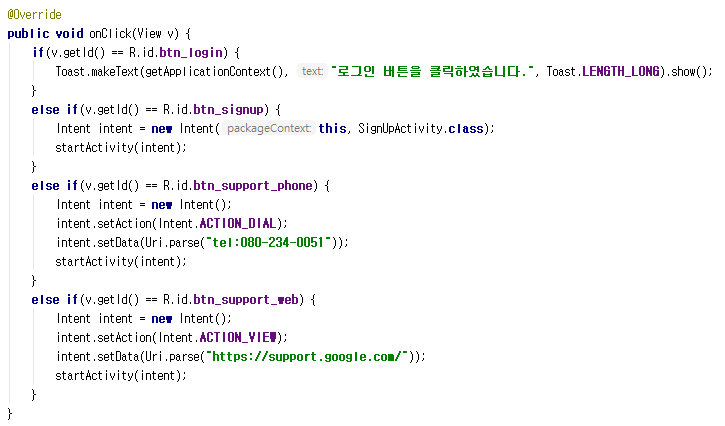 @Override
public void onClick(View v) {
    if(v.getId() == R.id.btn_login) {
        Toast.makeText(getApplicationContext(), text: "로그인 버튼을 클릭하였습니다.", Toast.LENGTH_LONG).show();
    }
    else if(v.getId() == R.id.btn_signup) {
        Intent intent = new Intent( packageContext: this, SignUpActivity.class);
        startActivity(intent);
    }
    else if(v.getId() == R.id.btn_support_phone) {
        Intent intent = new Intent();
        intent.setAction(Intent.ACTION_DIAL);
        intent.setData(Uri.parse("tel:080-234-0051"));
        startActivity(intent);
    }
    else if(v.getId() == R.id.btn_support_web) {
        Intent intent = new Intent();
        intent.setAction(Intent.ACTION_VIEW);
        intent.setData(Uri.parse("https://support.google.com/"));
        startActivity(intent);
    }
}